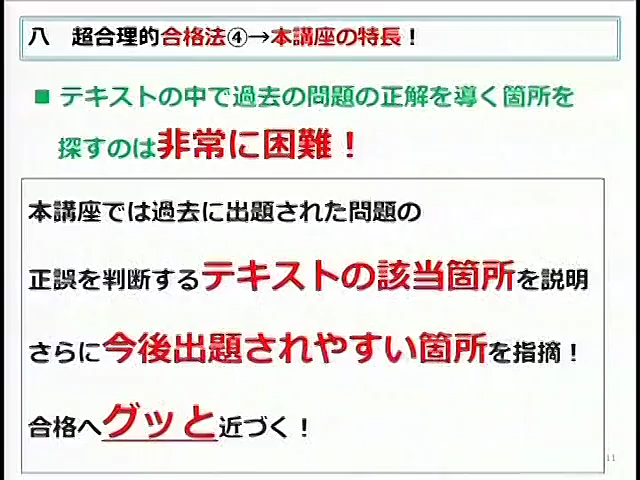 八　超合理的合格法④→本講座の特長！
■ テキストの中で過去の問題の正解を導く箇所を
探すのは非常に困難！
本講座では過去に出題された問題の
正誤を判断するテキストの該当箇所を説明
さらに今後出題されやすい箇所を指摘！
合格へグッと近づく！
11